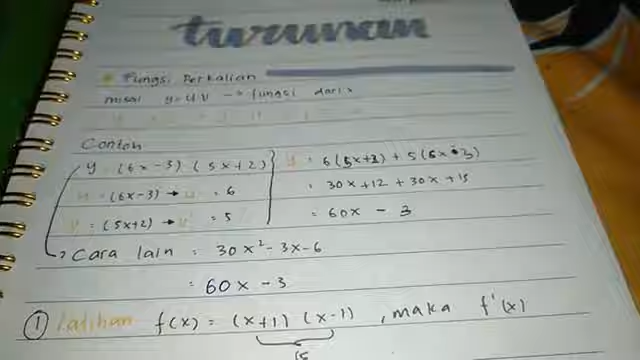 turunan
Fungsi Perkalian
misal y = u v → fungsi dari x
Contoh
y = (6x-3) (5x+2)
= (6x-3) → = 6
= (5x+2) → = 5
y = 6(5x+2) + 5(6x-3)
= 30x+12 + 30x+15
= 60x - 3
Cara lain = 30x² - 3x - 6
= 60x - 3
① Latihan f(x) = (x+1) (x-1) , maka f'(x)